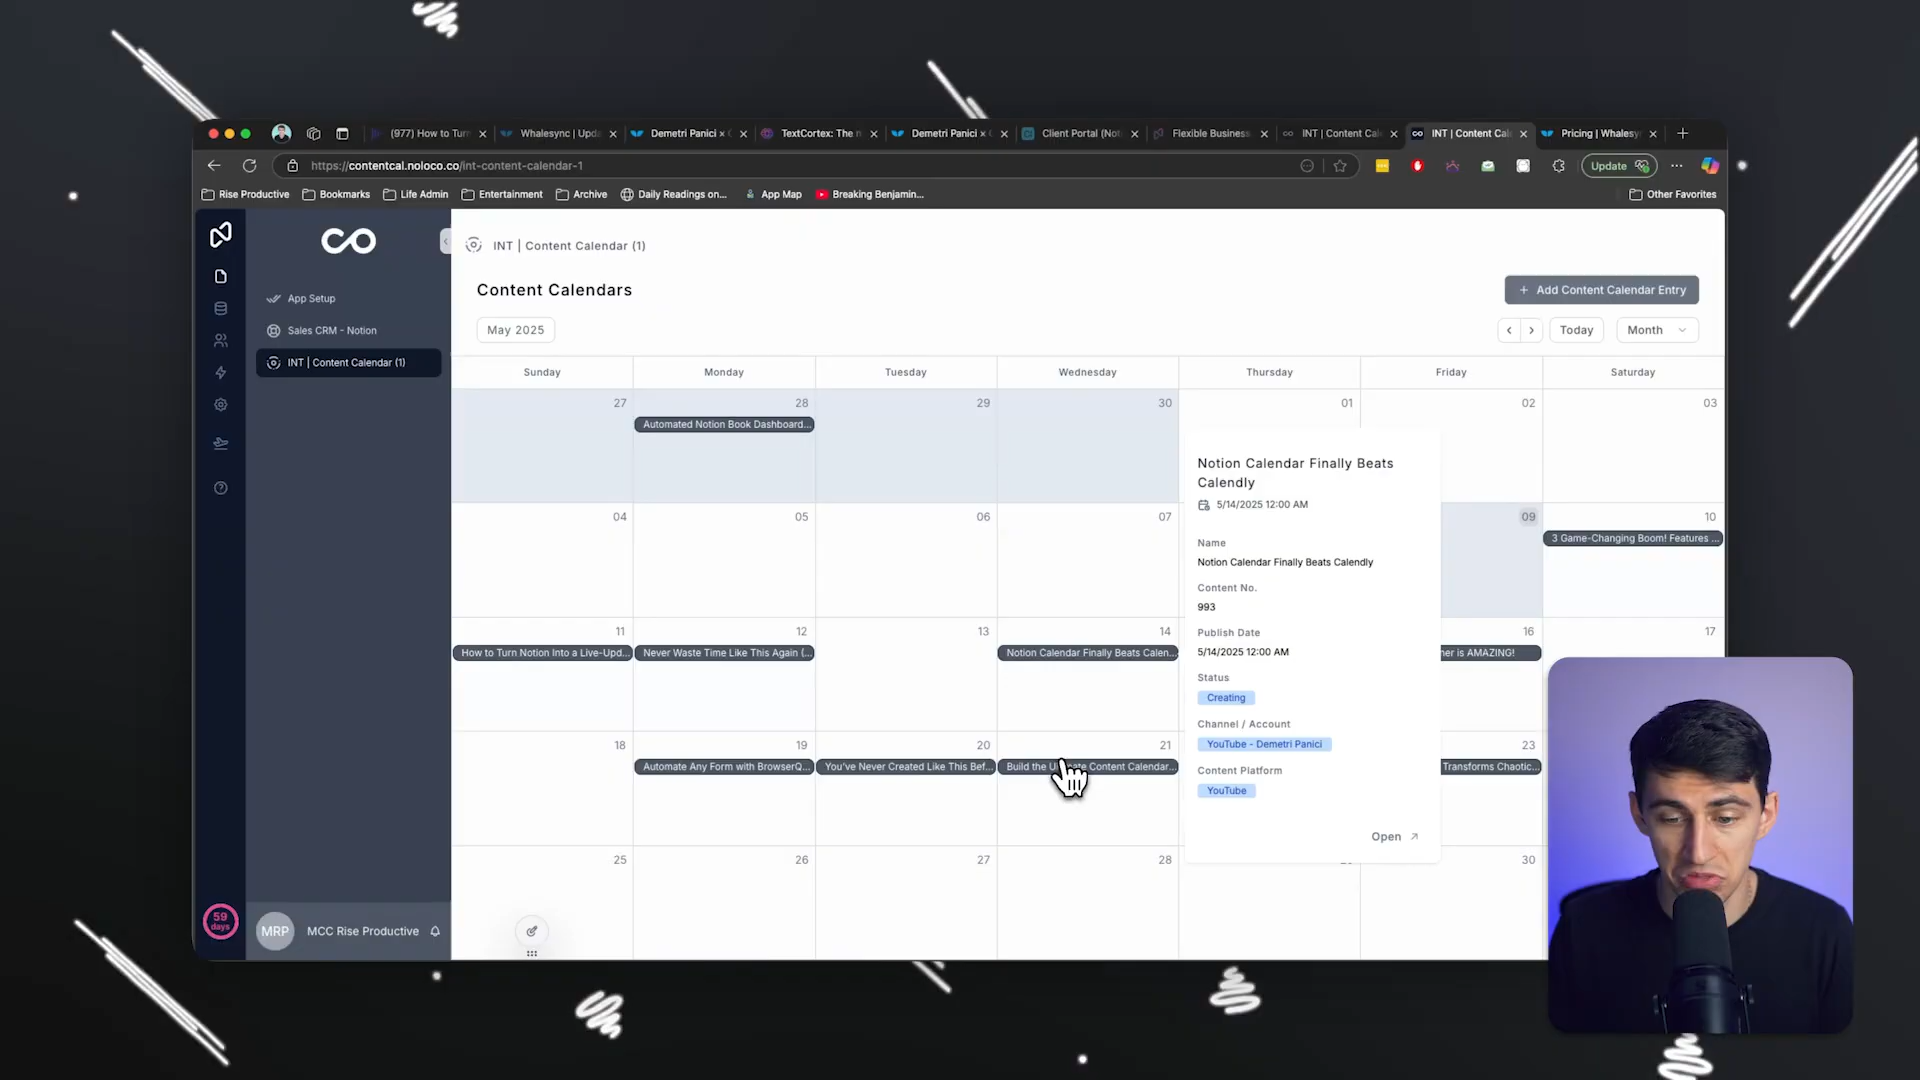 (977) How to Turn
Whalesync | Upda
Demetri Panici × C
TextCortex: The n
Demetri Panici × C
Client Portal (Not
Flexible Business
INT | Content Cale
INT | Content Cale
Pricing | Whalesyn
https://contentcal.noloco.co/int-content-calendar-1
Update
Rise Productive
Bookmarks
Life Admin
Entertainment
Archive
Daily Readings on...
App Map
Breaking Benjamin...
Other Favorites
App Setup
Sales CRM - Notion
INT | Content Calendar (1)
59
days
MRP
MCC Rise Productive
INT | Content Calendar (1)
Content Calendars
+ Add Content Calendar Entry
May 2025
Today
Month
Sunday
Monday
Tuesday
Wednesday
Thursday
Friday
Saturday
27
28
29
30
01
02
03
Automated Notion Book Dashboard...
04
05
06
07
09
10
3 Game-Changing Boom! Features ...
11
12
13
14
16
17
How to Turn Notion Into a Live-Upd...
Never Waste Time Like This Again (...
Notion Calendar Finally Beats Calen...
ner is AMAZING!
18
19
20
21
23
Automate Any Form with BrowserQ...
You've Never Created Like This Bef...
Build the Content Calendar...
Transforms Chaotic...
25
26
27
28
30
Notion Calendar Finally Beats
Calendly
5/14/2025 12:00 AM
Name
Notion Calendar Finally Beats Calendly
Content No.
993
Publish Date
5/14/2025 12:00 AM
Status
Creating
Channel / Account
YouTube - Demetri Panici
Content Platform
YouTube
Open